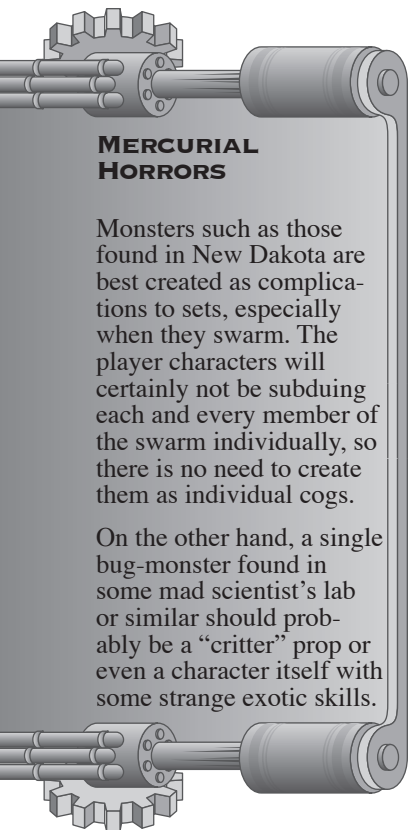 MERCURIAL
HORRORS
Monsters such as those
found in New Dakota are
best created as complica-
tions to sets, especially
when they swarm. The
player characters will
certainly not be subduing
each and every member of
the swarm individually, so
there is no need to create
them as individual cogs.
On the other hand, a single
bug-monster found in
some mad scientist’s lab
or similar should prob-
ably be a “critter” prop or
even a character itself with
some strange exotic skills.